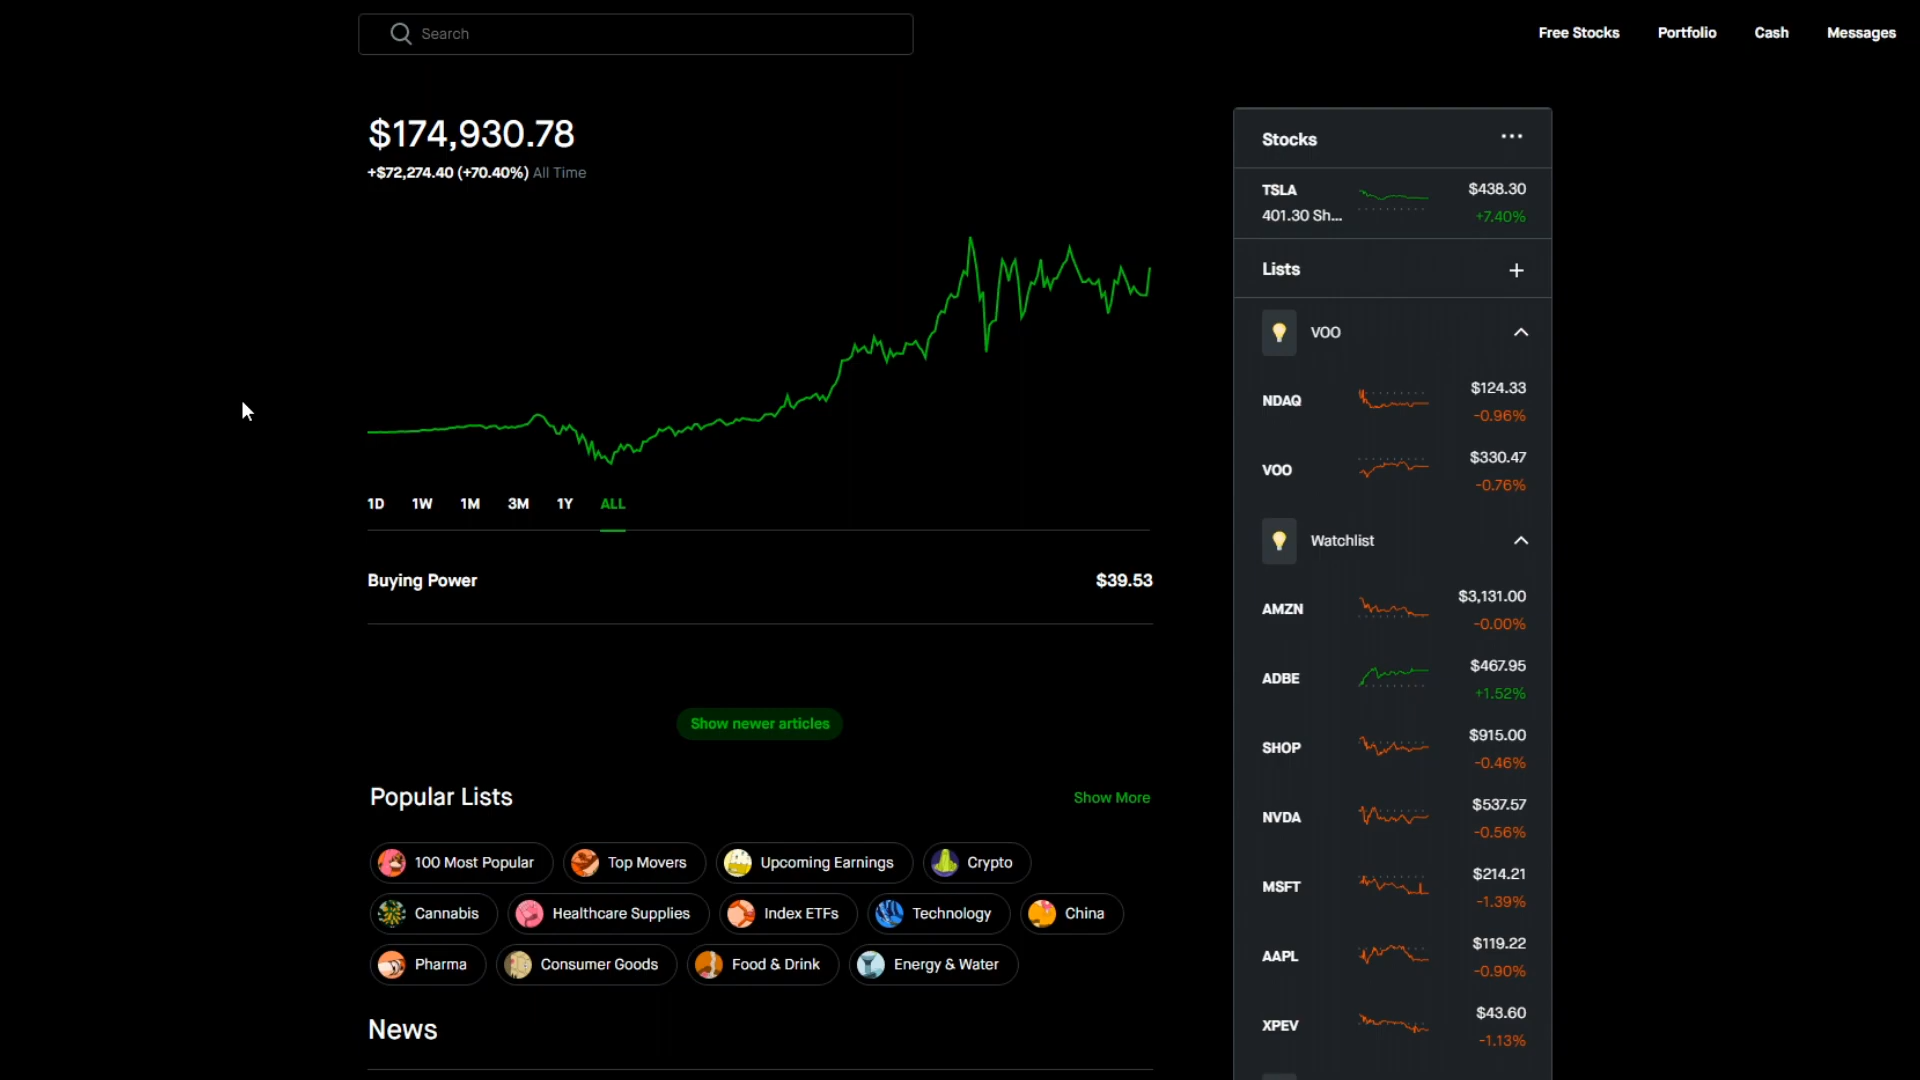 Search
Free Stocks Portfolio Cash Messages
$174,930.78
+$72,274.40 (+70.40%) All Time
1D 1W 1M 3M 1Y ALL
Buying Power $39.53
Show newer articles
Popular Lists Show More
100 Most Popular Top Movers Upcoming Earnings Crypto
Cannabis Healthcare Supplies Index ETFs Technology China
Pharma Consumer Goods Food & Drink Energy & Water
News
Stocks
TSLA $438.30
401.30 Sh... +7.40%
Lists
VOO
NDAQ $124.33
-0.96%
VOO $330.47
-0.76%
Watchlist
AMZN $3,131.00
-0.00%
ADBE $467.95
+1.52%
SHOP $915.00
-0.46%
NVDA $537.57
-0.56%
MSFT $214.21
-1.39%
AAPL $119.22
-0.90%
XPEV $43.60
-1.13%